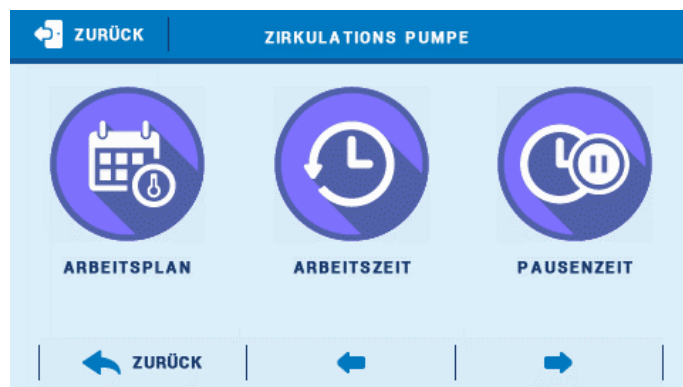 ZURÜCK
ZIRKULATIONS PUMPE
ARBEITSPLAN
ARBEITSZEIT
PAUSENZEIT
ZURÜCK